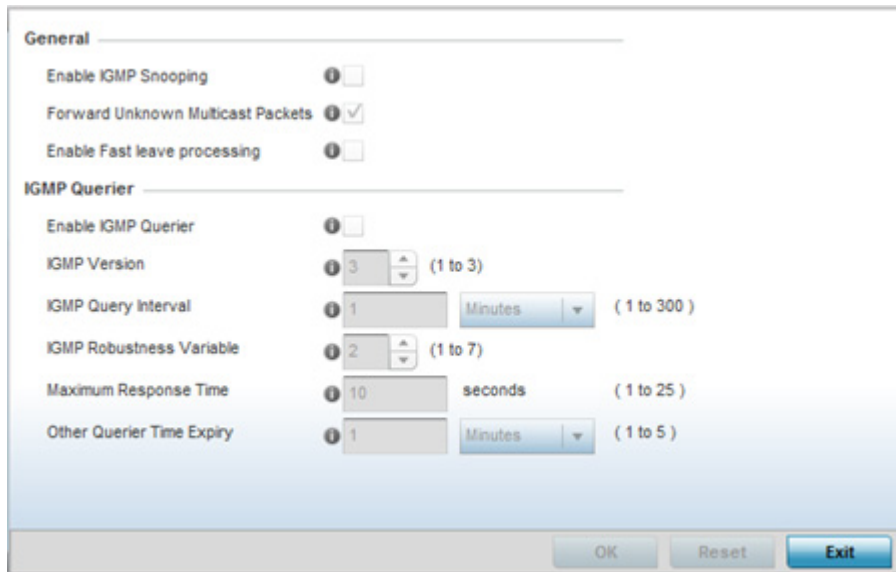 General
Enable IGMP Snooping
Forward Unknown Multicast Packets
Enable Fast leave processing
IGMP Querier
Enable IGMP Querier
IGMP Version 3 (1 to 3)
IGMP Query Interval 1 Minutes ( 1 to 300 )
IGMP Robustness Variable 2 (1 to 7)
Maximum Response Time 10 seconds ( 1 to 25 )
Other Querier Time Expiry 1 Minutes ( 1 to 5 )
OK Reset Exit